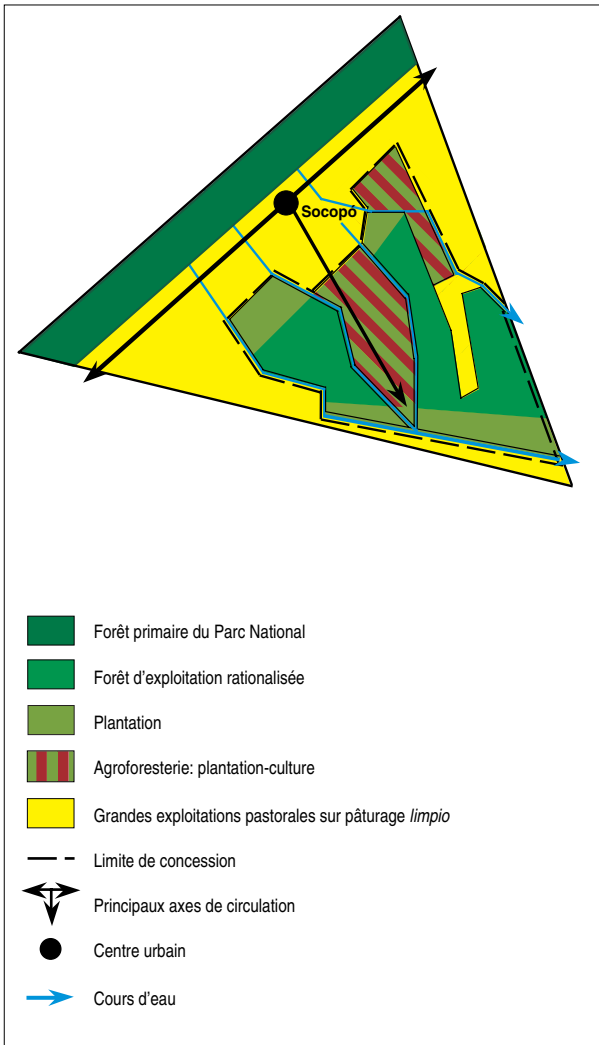 Socopó
Forêt primaire du Parc National
Forêt d'exploitation rationalisée
Plantation
Agroforesterie: plantation-culture
Grandes exploitations pastorales sur pâturage limpio
Limite de concession
Principaux axes de circulation
Centre urbain
Cours d'eau